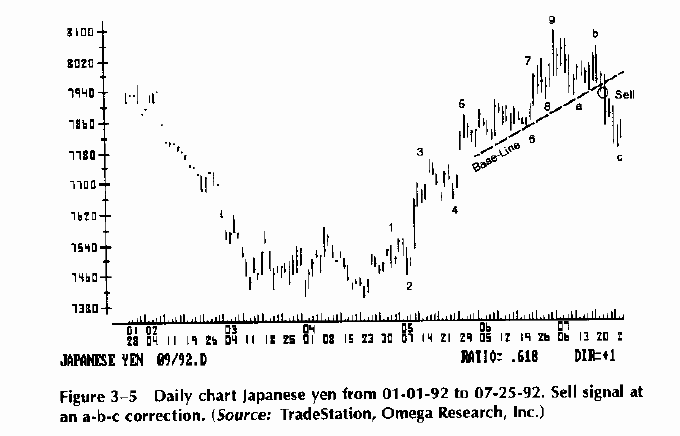 9
8100
b
8020
7
7940
Sell
5
8
a
7860
6
3
Base-Line
7780
c
7700
4
7620
1
7540
7460
2
7380
01 02 03 04 05 06 07
28 04 11 19 26 04 11 18 26 01 08 15 23 30 07 14 21 29 05 12 19 26 06 13 20 2
JAPANESE YEN 09/92.D RATIO= .618 DIR=+1
Figure 3–5 Daily chart Japanese yen from 01-01-92 to 07-25-92. Sell signal at
an a-b-c correction. (Source: TradeStation, Omega Research, Inc.)